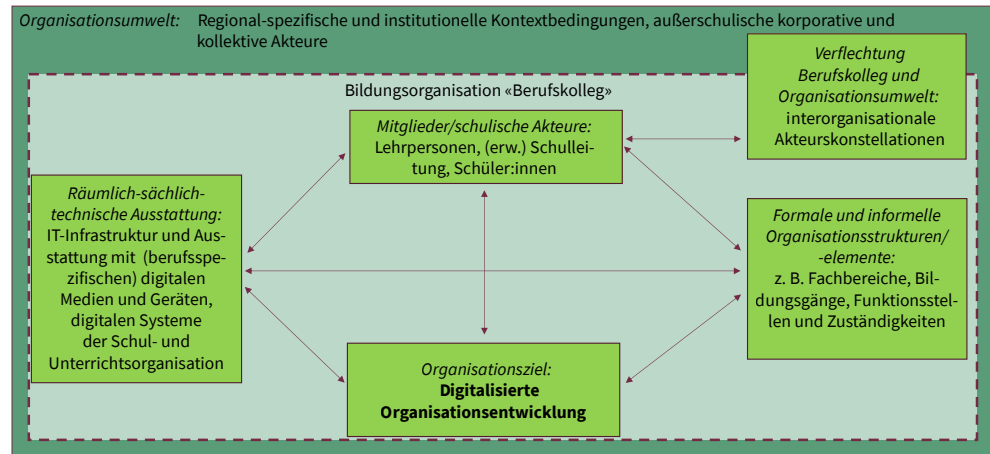 Organisationsumwelt: Regional-spezifische und institutionelle Kontextbedingungen, außerschulische korporative und
kollektive Akteure
Verflechtung
Berufskolleg und
Organisationsumwelt:
interorganisationale
Akteurskonstellationen
Bildungsorganisation «Berufskolleg»
Mitglieder/schulische Akteure:
Lehrpersonen, (erw.) Schullei-
tung, Schüler:innen
Räumlich-sächlich-
technische Ausstattung:
IT-Infrastruktur und Aus-
stattung mit (berufsspe-
zifischen) digitalen
Medien und Geräten,
digitalen Systeme
der Schul- und
Unterrichtsorganisation
Formale und informelle
Organisationsstrukturen/
-elemente:
z. B. Fachbereiche, Bil-
dungsgänge, Funktionsstel-
len und Zuständigkeiten
Organisationsziel:
Digitalisierte
Organisationsentwicklung